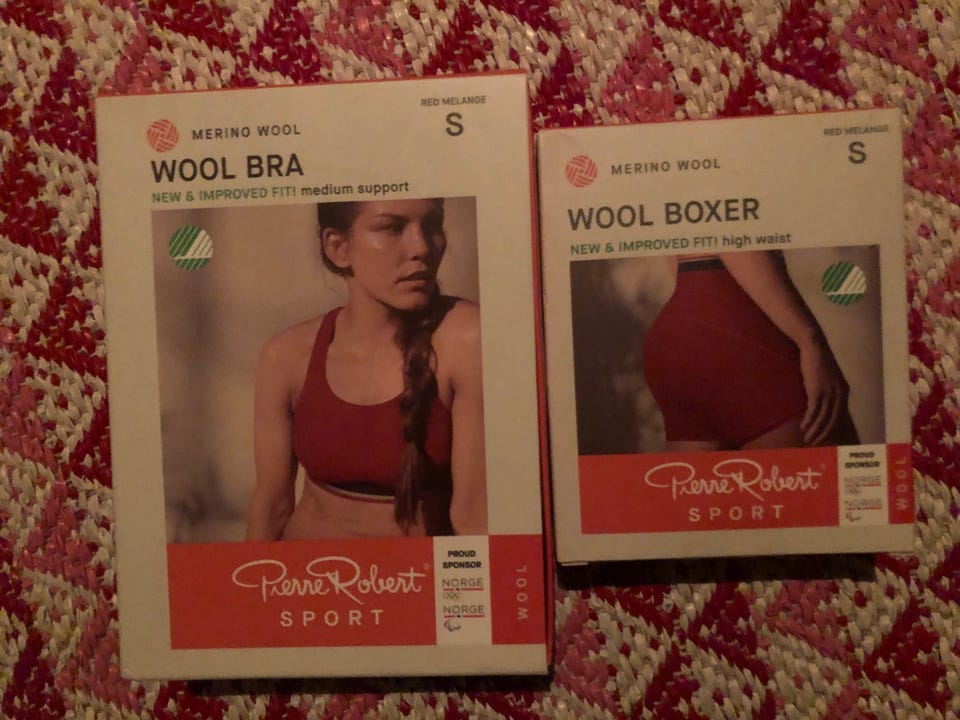 RED MELANGE
S
MERINO WOOL
WOOL BRA
NEW & IMPROVED FIT! medium support
Pierre Robert
SPORT
PROUD
SPONSOR
NORGE
NORGE
WOOL
RED MELANGE
S
MERINO WOOL
WOOL BOXER
NEW & IMPROVED FIT! high waist
Pierre Robert
SPORT
PROUD
SPONSOR
NORGE
NORGE
WOOL